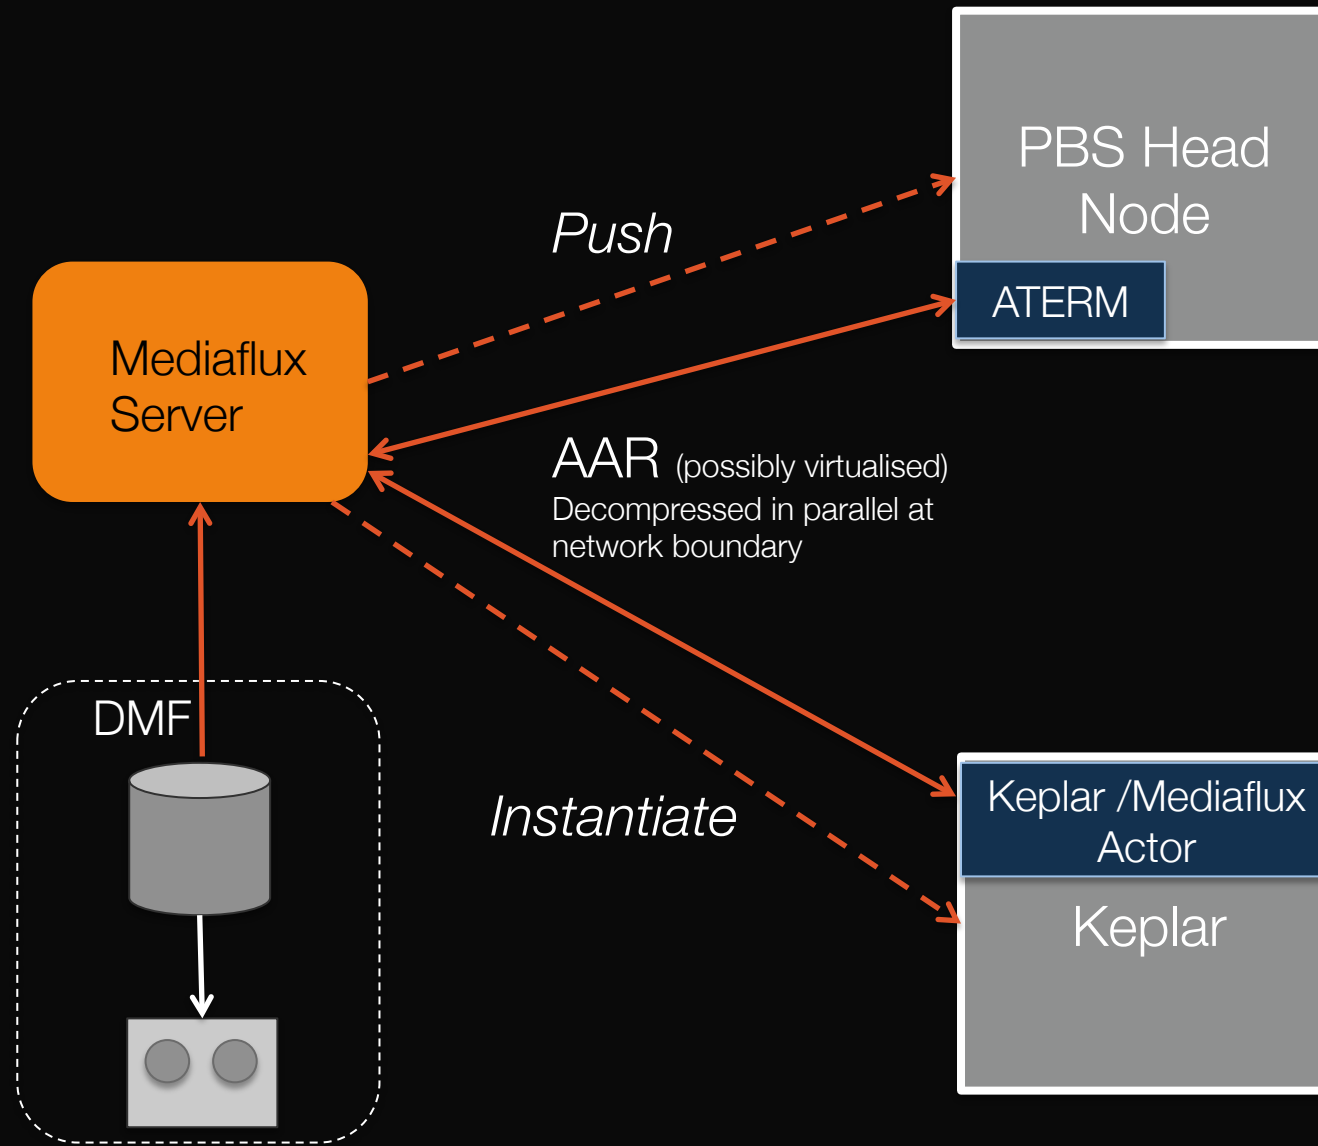 PBS Head
Node
Push
ATERM
Mediaflux
Server
AAR (possibly virtualised)
Decompressed in parallel at
network boundary
DMF
Instantiate
Keplar /Mediaflux
Actor
Keplar